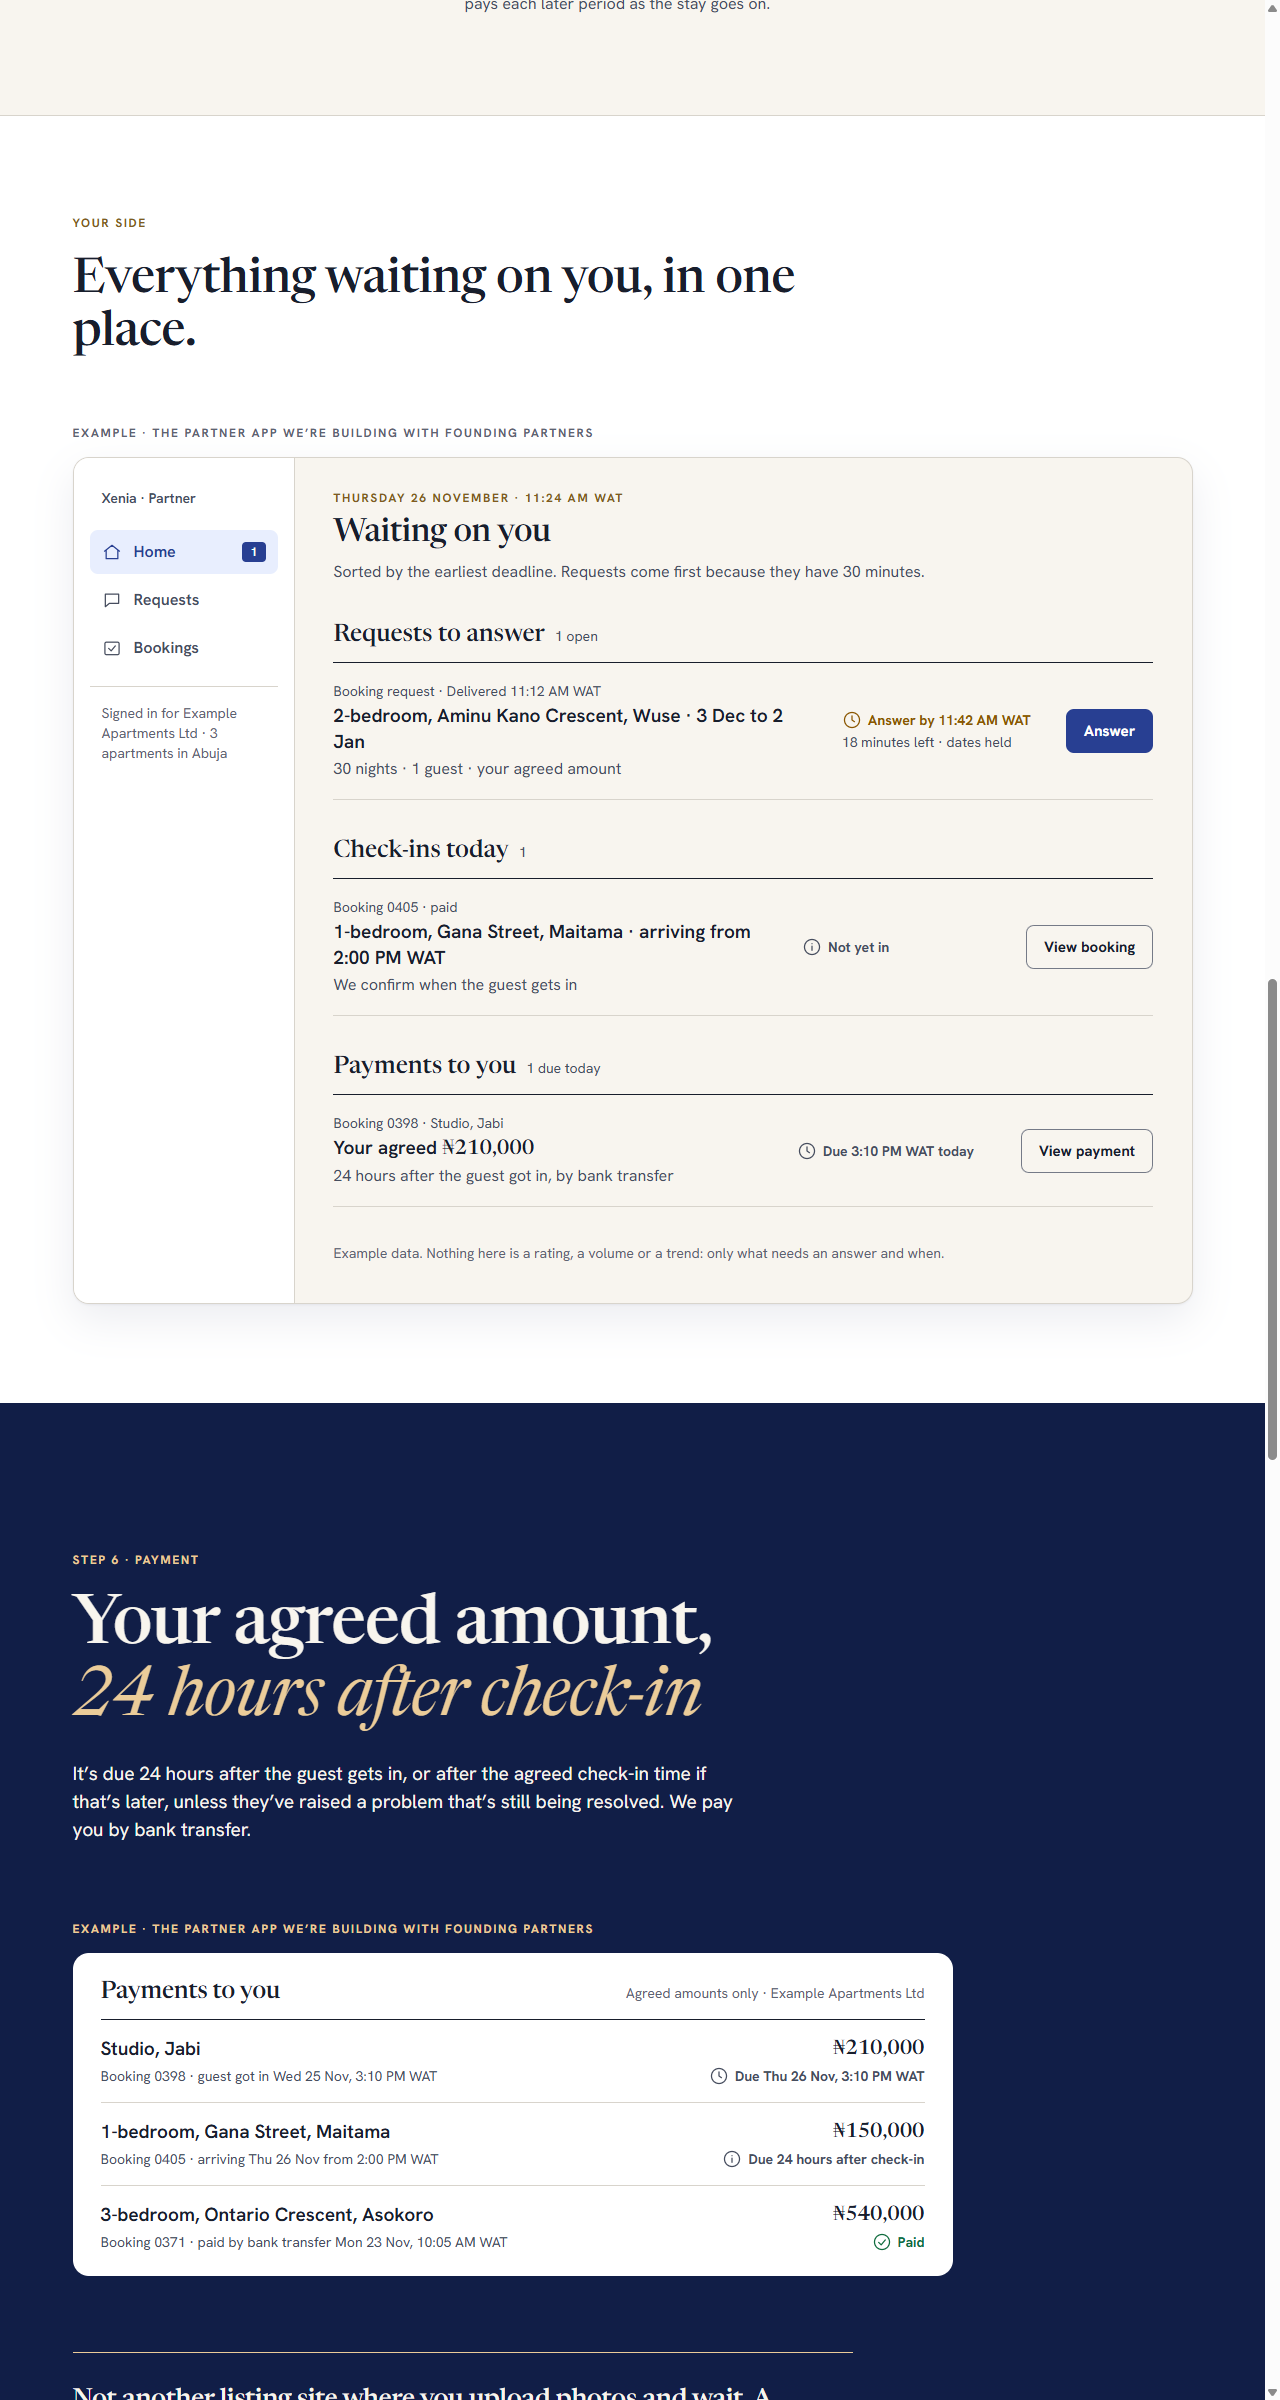 pays each later period as the stay goes on.
YOUR SIDE
Everything waiting on you, in one
place.
EXAMPLE · THE PARTNER APP WE’RE BUILDING WITH FOUNDING PARTNERS
Xenia · Partner
Home 1
Requests
Bookings
Signed in for Example
Apartments Ltd · 3
apartments in Abuja
THURSDAY 26 NOVEMBER · 11:24 AM WAT
Waiting on you
Sorted by the earliest deadline. Requests come first because they have 30 minutes.
Requests to answer 1 open
Booking request · Delivered 11:12 AM WAT
2-bedroom, Aminu Kano Crescent, Wuse · 3 Dec to 2
Jan
30 nights · 1 guest · your agreed amount
Answer by 11:42 AM WAT
18 minutes left · dates held
Answer
Check-ins today 1
Booking 0405 · paid
1-bedroom, Gana Street, Maitama · arriving from
2:00 PM WAT
We confirm when the guest gets in
Not yet in
View booking
Payments to you 1 due today
Booking 0398 · Studio, Jabi
Your agreed ₦210,000
24 hours after the guest got in, by bank transfer
Due 3:10 PM WAT today
View payment
Example data. Nothing here is a rating, a volume or a trend: only what needs an answer and when.
STEP 6 · PAYMENT
Your agreed amount,
24 hours after check-in
It’s due 24 hours after the guest gets in, or after the agreed check-in time if
that’s later, unless they’ve raised a problem that’s still being resolved. We pay
you by bank transfer.
EXAMPLE · THE PARTNER APP WE’RE BUILDING WITH FOUNDING PARTNERS
Payments to you
Agreed amounts only · Example Apartments Ltd
Studio, Jabi ₦210,000
Booking 0398 · guest got in Wed 25 Nov, 3:10 PM WAT Due Thu 26 Nov, 3:10 PM WAT
1-bedroom, Gana Street, Maitama ₦150,000
Booking 0405 · arriving Thu 26 Nov from 2:00 PM WAT Due 24 hours after check-in
3-bedroom, Ontario Crescent, Asokoro ₦540,000
Booking 0371 · paid by bank transfer Mon 23 Nov, 10:05 AM WAT Paid
Not another listing site where you upload photos and wait. A